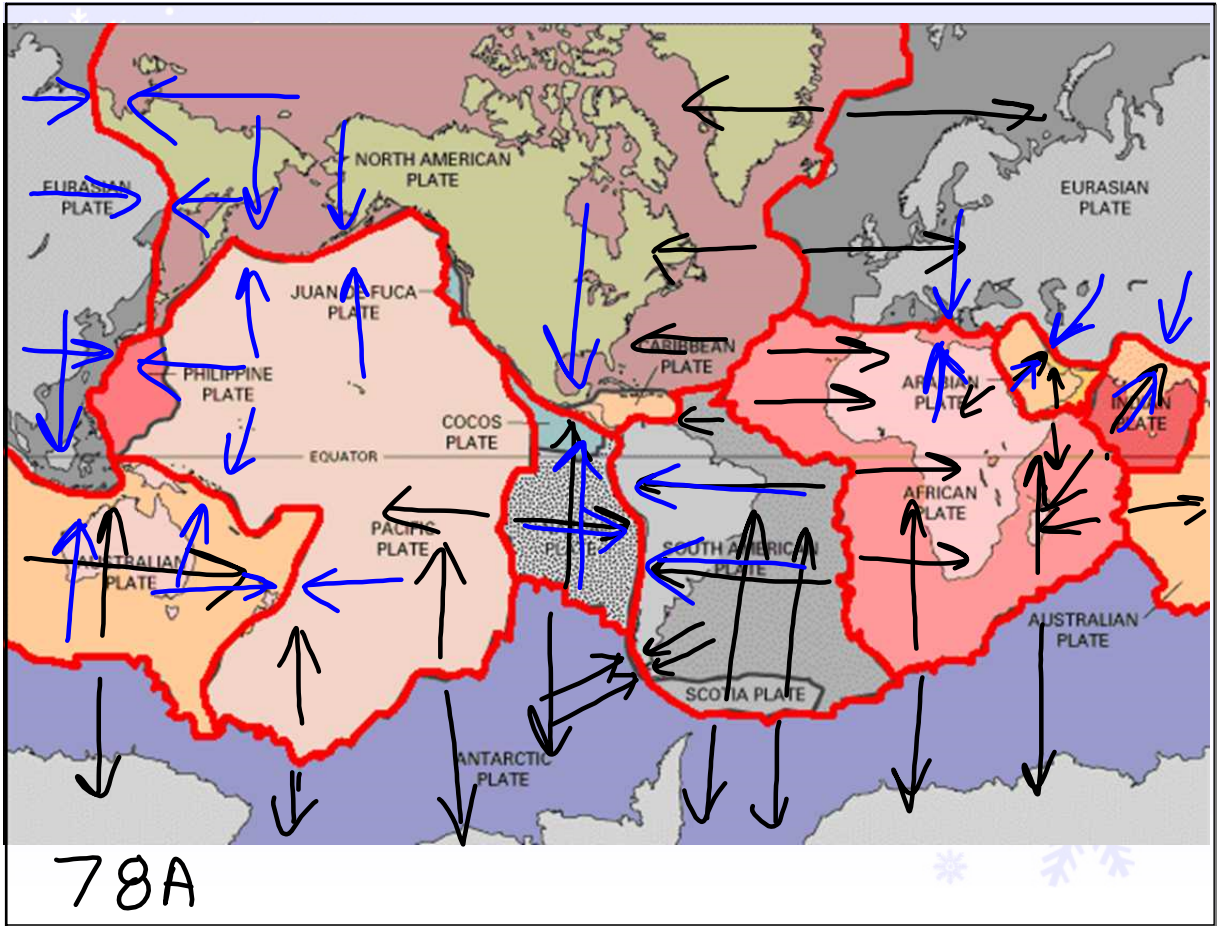 NORTH AMERICAN
PLATE
EURASIAN
PLATE
EURASIAN
PLATE
JUAN DE FUCA
PLATE
CARIBBEAN
PLATE
PHILIPPINE
PLATE
ARABIAN
PLATE
INDIAN
PLATE
COCOS
PLATE
EQUATOR
AFRICAN
PLATE
PACIFIC
PLATE
PLATE
SOUTH AMERICAN
PLATE
AUSTRALIAN
PLATE
AUSTRALIAN
PLATE
SCOTIA PLATE
ANTARCTIC
PLATE
78A